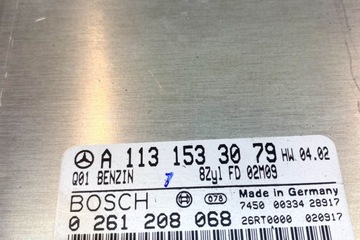 A 113 153 30 79 HW. 04.02
Q01 BENZIN 7 8Zyl FD 02M09
BOSCH 078 Made in Germany
7450 00334 28917
0 261 208 068 26RT0000 020917